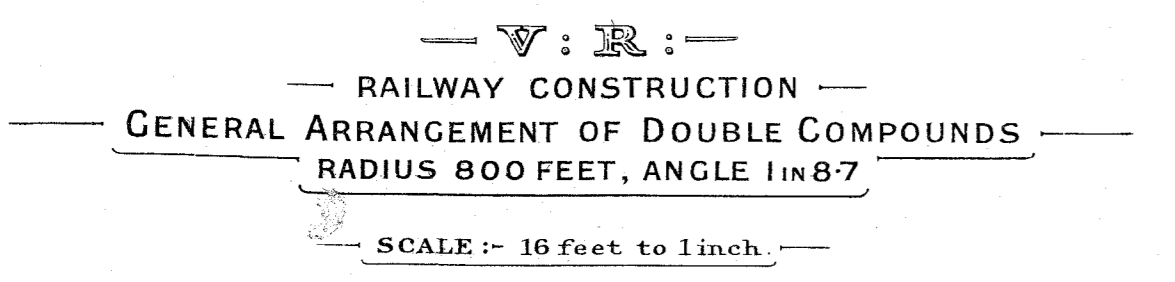 V : R :
RAILWAY CONSTRUCTION
GENERAL ARRANGEMENT OF DOUBLE COMPOUNDS
RADIUS 800 FEET, ANGLE 1 IN 8·7
SCALE :- 16 feet to 1 inch.